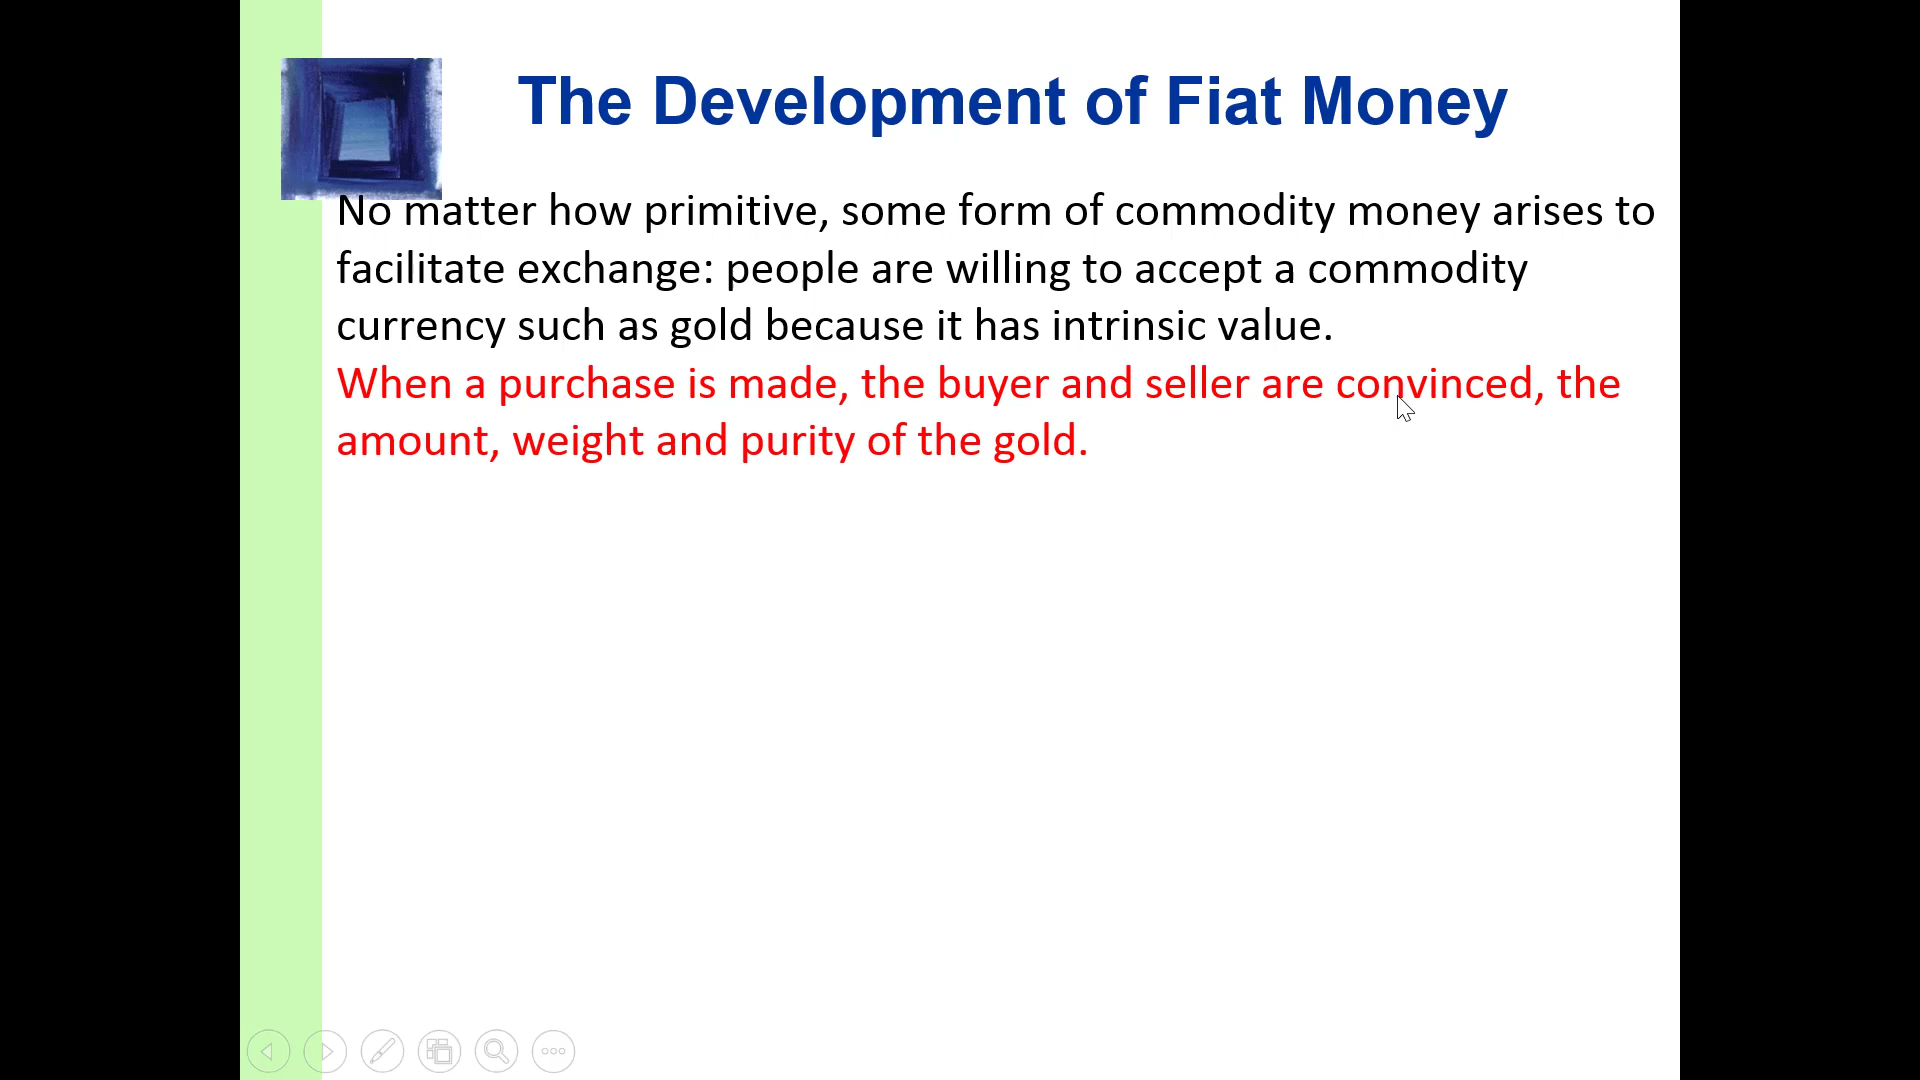 The Development of Fiat Money
No matter how primitive, some form of commodity money arises to
facilitate exchange: people are willing to accept a commodity
currency such as gold because it has intrinsic value.
When a purchase is made, the buyer and seller are convinced, the
amount, weight and purity of the gold.